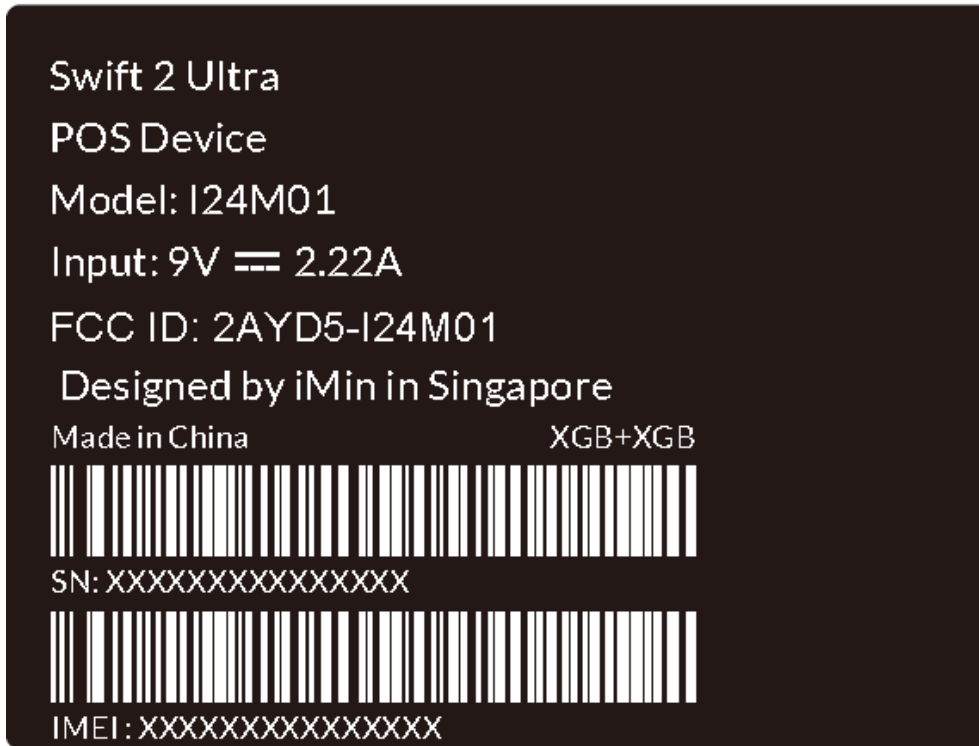 Swift 2 Ultra
POS Device
Model: I24M01
Input: 9V ⎓ 2.22A
FCC ID: 2AYD5-I24M01
Designed by iMin in Singapore
Made in China XGB+XGB
SN: XXXXXXXXXXXXXXX
IMEI : XXXXXXXXXXXXXXX